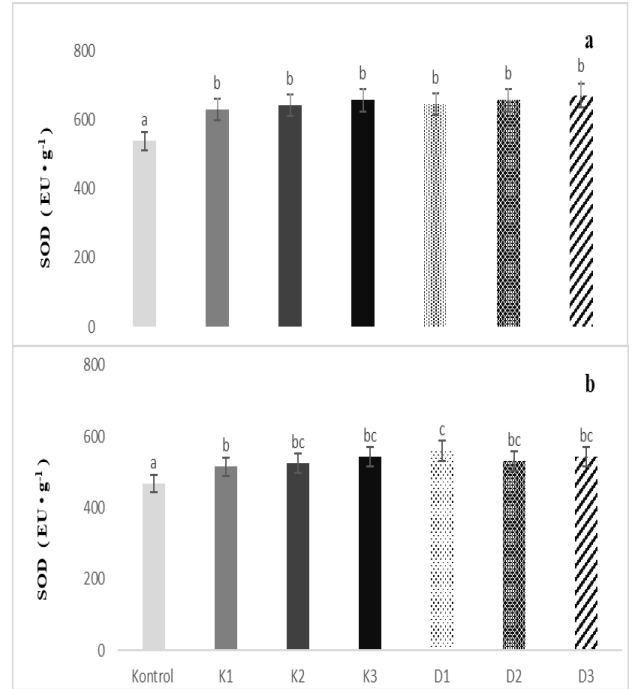 a
800
600
400
200
0
SOD (EU • g⁻¹)
a b b b b b b
b
800
600
400
200
0
SOD (EU • g⁻¹)
a b bc bc c bc bc
Kontrol K1 K2 K3 D1 D2 D3